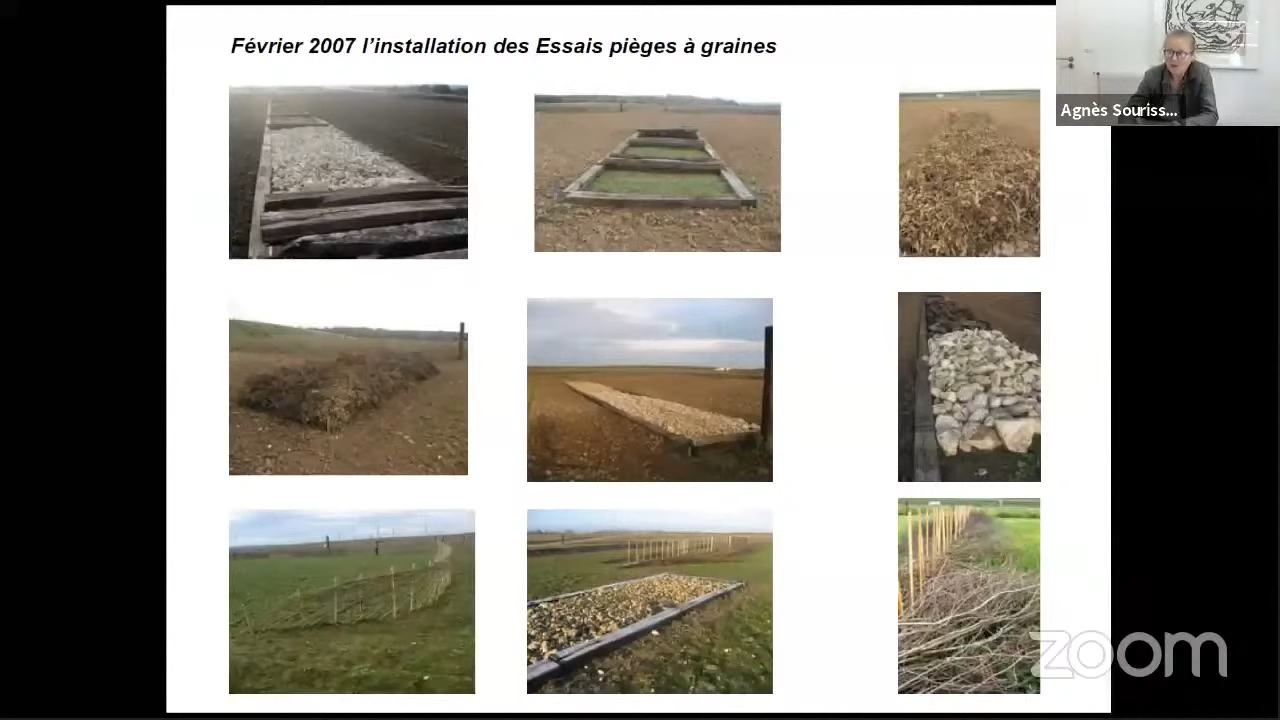 Février 2007 l’installation des Essais pièges à graines
Agnès Souriss...
zoom